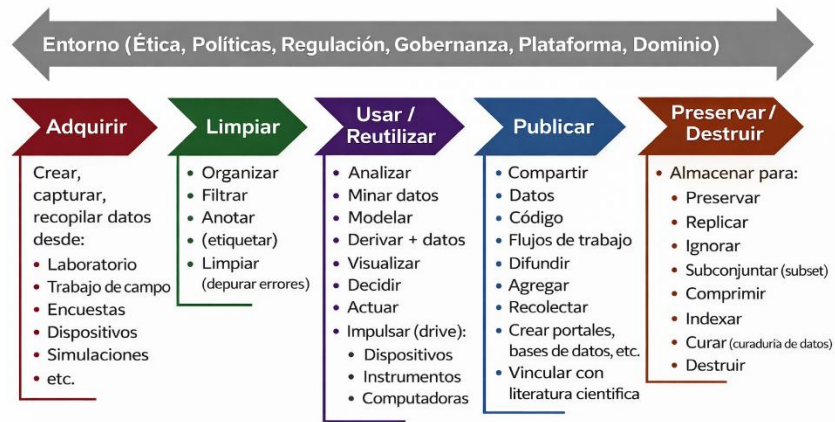 Entorno (Ética, Políticas, Regulación, Gobernanza, Plataforma, Dominio)
Adquirir
Crear,
capturar,
recopilar datos
desde:
• Laboratorio
• Trabajo de campo
• Encuestas
• Dispositivos
• Simulaciones
• etc.
Limpiar
• Organizar
• Filtrar
• Anotar
• (etiquetar)
• Limpiar
(depurar errores)
Usar /
Reutilizar
• Analizar
• Minar datos
• Modelar
• Derivar + datos
• Visualizar
• Decidir
• Actuar
• Impulsar (drive):
• Dispositivos
• Instrumentos
• Computadoras
Publicar
• Compartir
• Datos
• Código
• Flujos de trabajo
• Difundir
• Agregar
• Recolectar
• Crear portales,
bases de datos, etc.
• Vincular con
literatura cientifica
Preservar /
Destruir
• Almacenar para:
• Preservar
• Replicar
• Ignorar
• Subconjuntar (subset)
• Comprimir
• Indexar
• Curar (curaduría de datos)
• Destruir